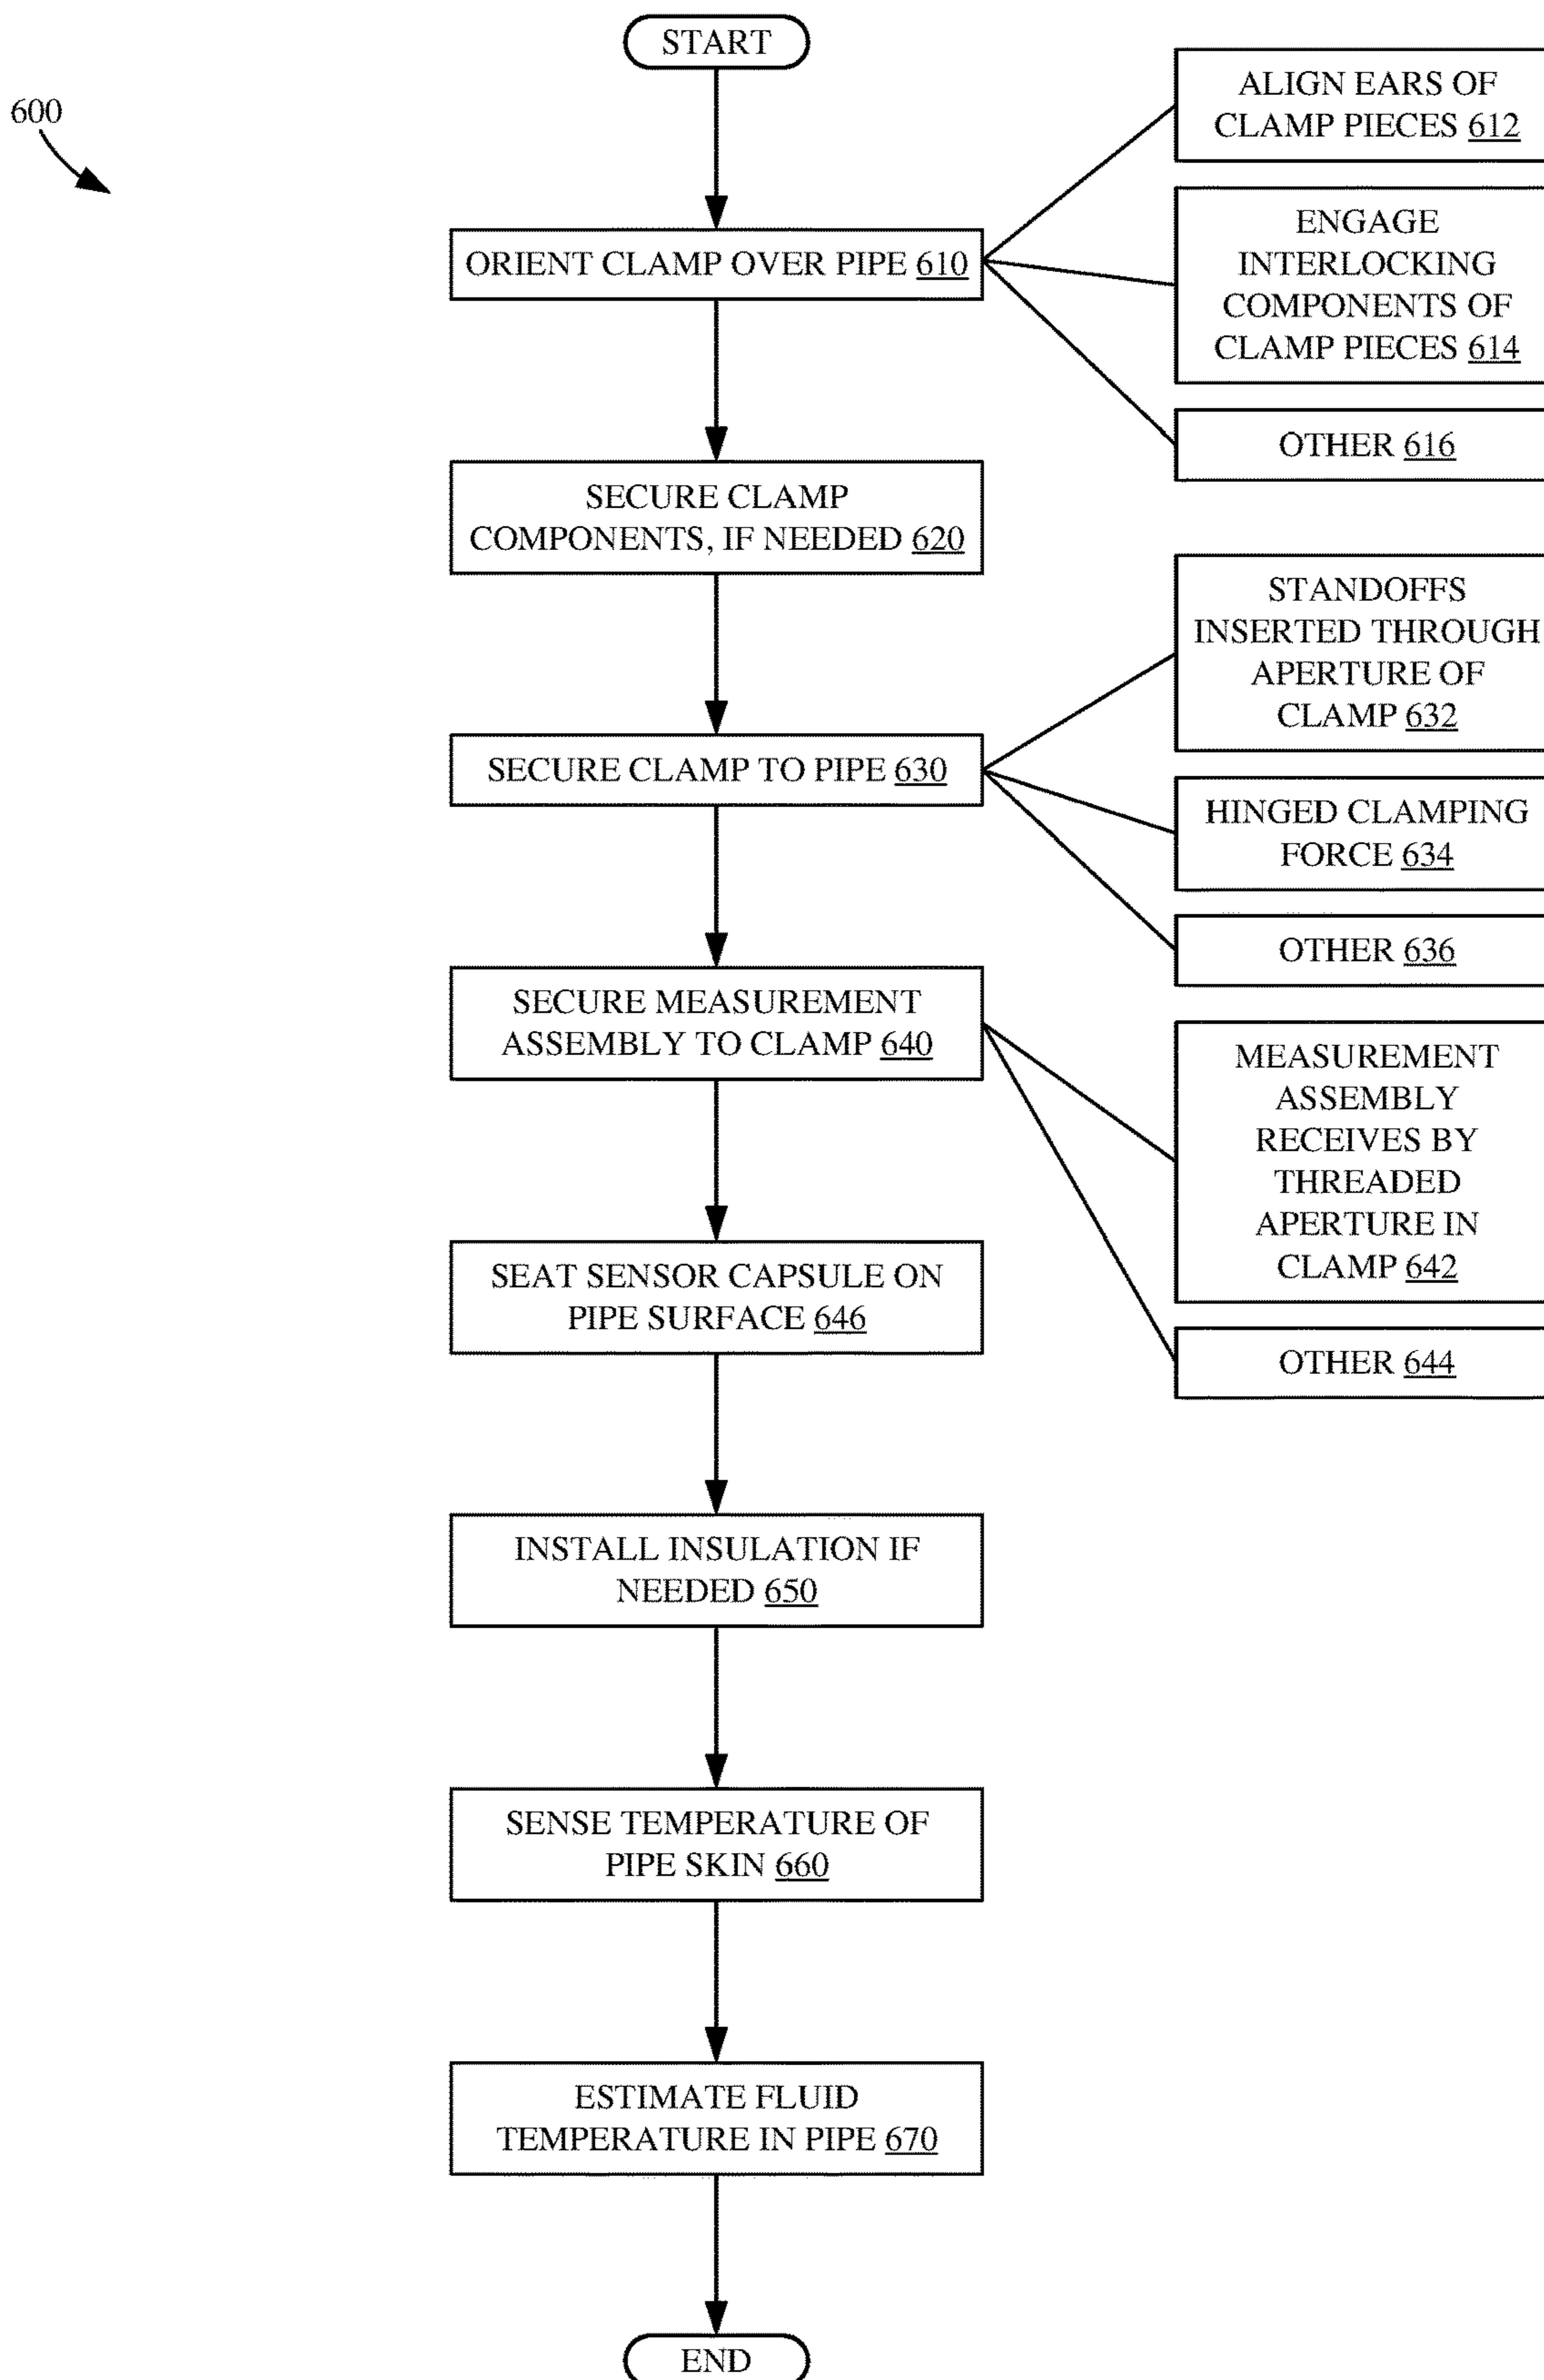 START
600
ALIGN EARS OF
CLAMP PIECES 612
ORIENT CLAMP OVER PIPE 610
ENGAGE
INTERLOCKING
COMPONENTS OF
CLAMP PIECES 614
OTHER 616
SECURE CLAMP
COMPONENTS, IF NEEDED 620
SECURE CLAMP TO PIPE 630
STANDOFFS
INSERTED THROUGH
APERTURE OF
CLAMP 632
HINGED CLAMPING
FORCE 634
OTHER 636
SECURE MEASUREMENT
ASSEMBLY TO CLAMP 640
MEASUREMENT
ASSEMBLY
RECEIVES BY
THREADED
APERTURE IN
CLAMP 642
OTHER 644
SEAT SENSOR CAPSULE ON
PIPE SURFACE 646
INSTALL INSULATION IF
NEEDED 650
SENSE TEMPERATURE OF
PIPE SKIN 660
ESTIMATE FLUID
TEMPERATURE IN PIPE 670
END